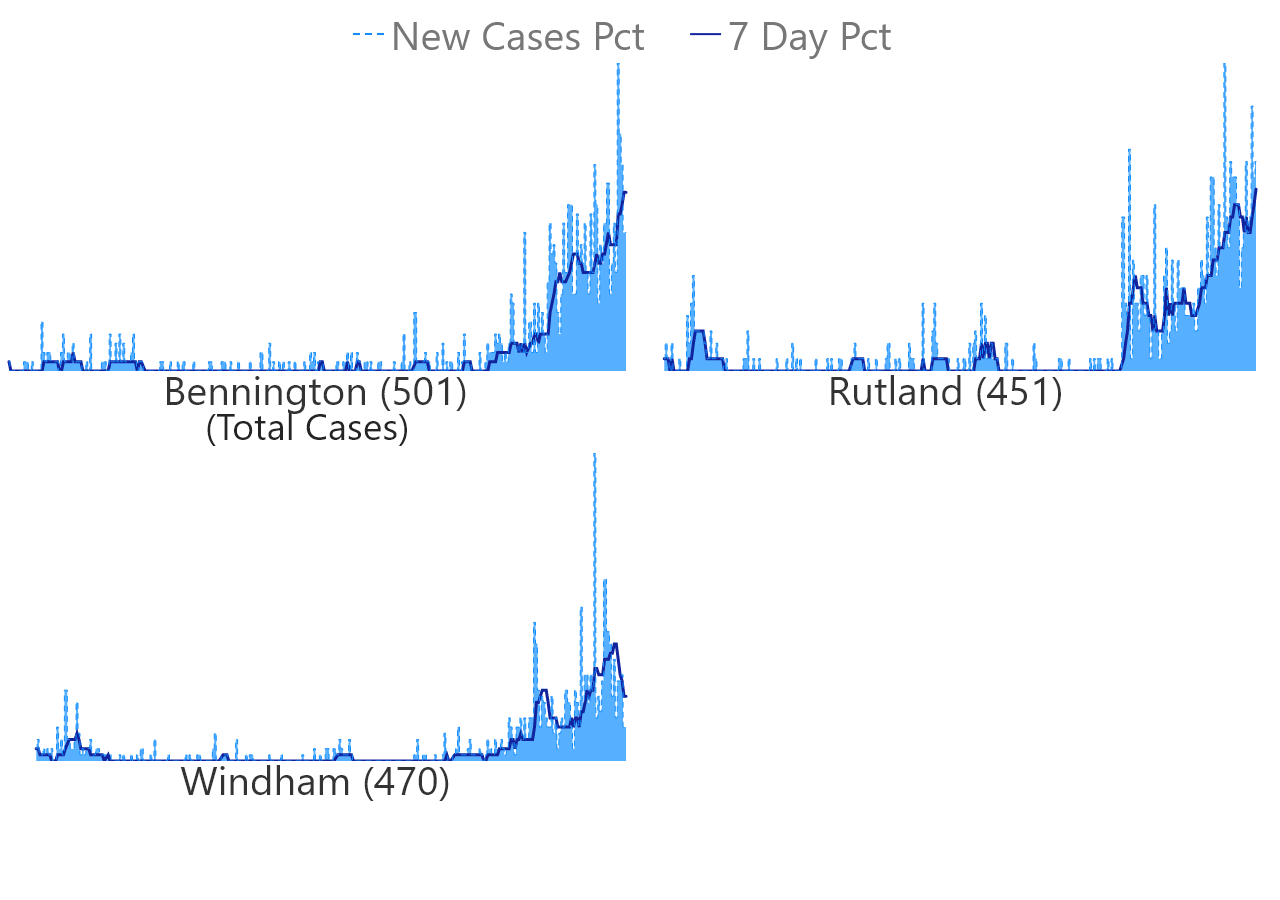 New Cases Pct 7 Day Pct
Bennington (501)
(Total Cases)
Rutland (451)
Windham (470)